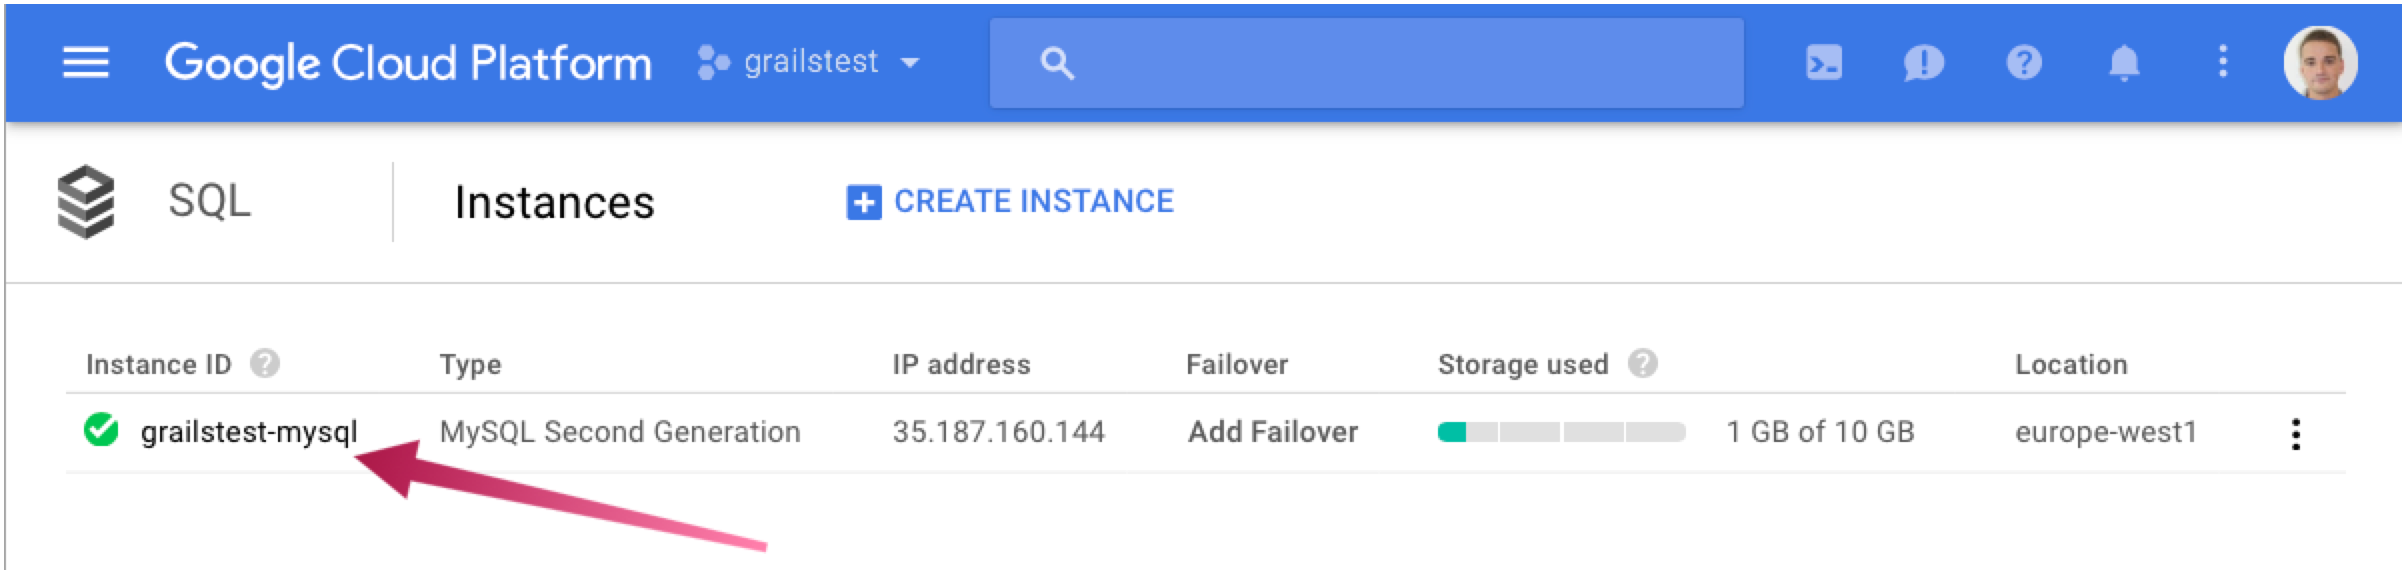 Google Cloud Platform grailstest
SQL Instances CREATE INSTANCE
Instance ID Type IP address Failover Storage used Location
grailstest-mysql MySQL Second Generation 35.187.160.144 Add Failover 1 GB of 10 GB europe-west1